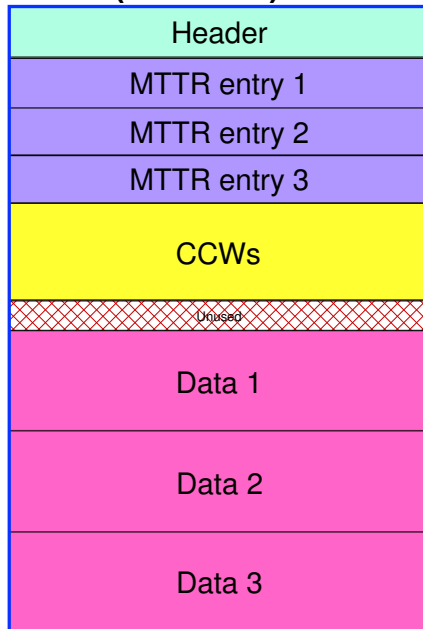 Header
MTTR entry 1
MTTR entry 2
MTTR entry 3
CCWs
Unused
Data 1
Data 2
Data 3